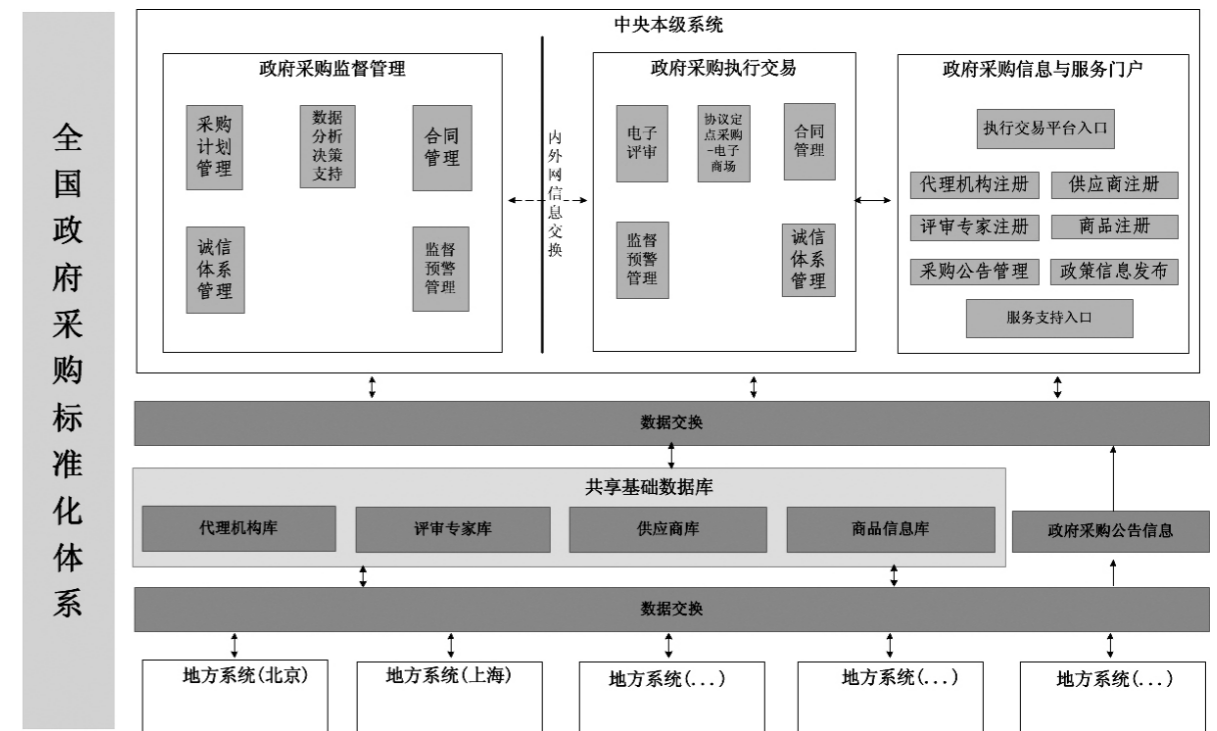 全国政府采购标准化体系
中央本级系统
政府采购监督管理
采购
计划
管理
数据
分析
决策
支持
合同
管理
诚信
体系
管理
监督
预警
管理
内外网信息交换
政府采购执行交易
电子
评审
协议定
点采购
-电子
商场
合同
管理
监督
预警
管理
诚信
体系
管理
政府采购信息与服务门户
执行交易平台入口
代理机构注册
供应商注册
评审专家注册
商品注册
采购公告管理
政策信息发布
服务支持入口
数据交换
共享基础数据库
代理机构库
评审专家库
供应商库
商品信息库
政府采购公告信息
数据交换
地方系统(北京)
地方系统(上海)
地方系统(...)
地方系统(...)
地方系统(...)